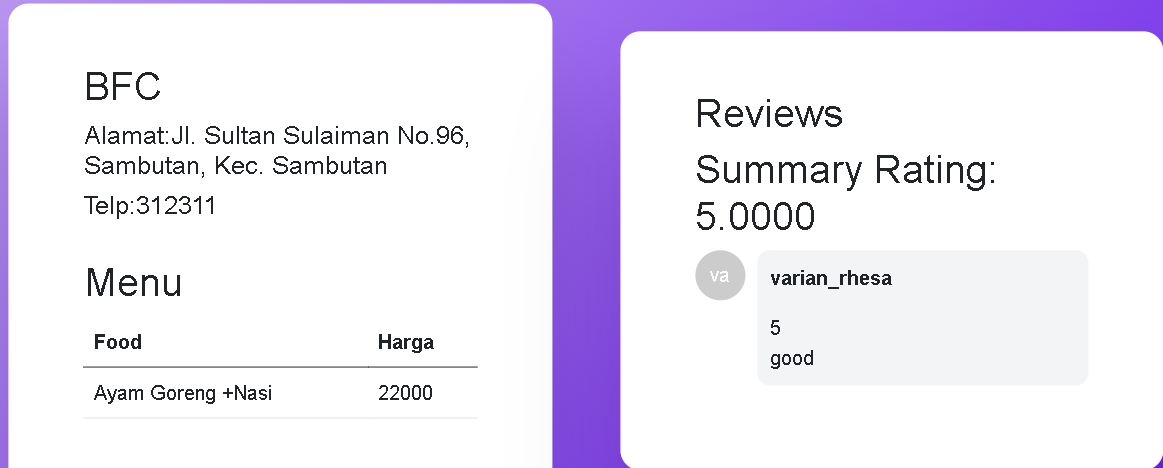 BFC
Alamat:Jl. Sultan Sulaiman No.96,
Sambutan, Kec. Sambutan
Telp:312311
Menu
Food Harga
Ayam Goreng +Nasi 22000
Reviews
Summary Rating:
5.0000
va
varian_rhesa
5
good